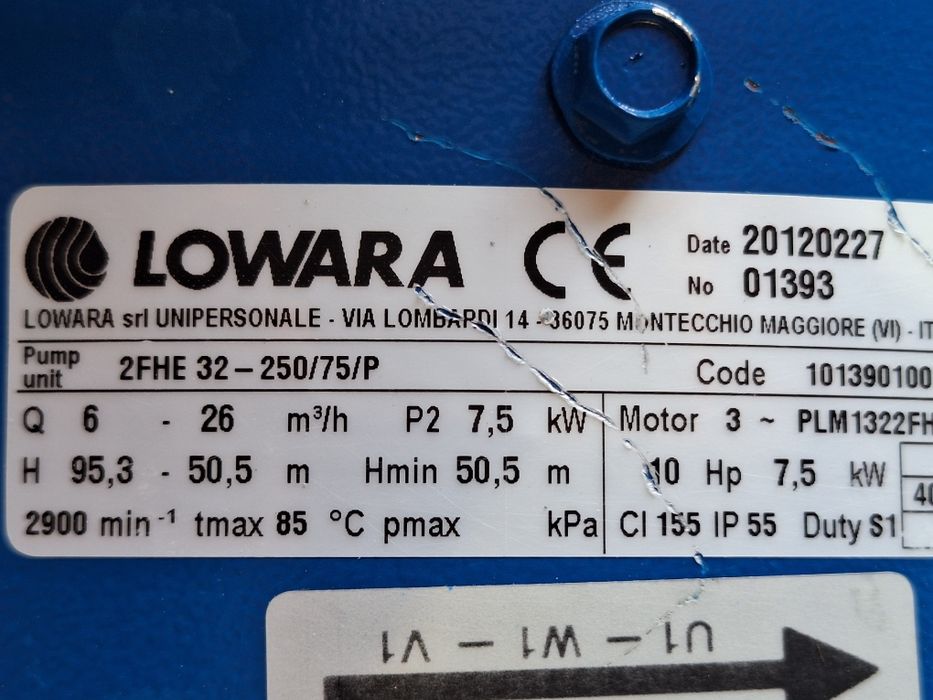 LOWARA CE Date 20120227
No 01393
LOWARA srl UNIPERSONALE - VIA LOMBARDI 14 - 36075 MONTECCHIO MAGGIORE (VI) - IT
Pump unit 2FHE 32-250/75/P Code 101390100
Q 6 - 26 m³/h P2 7,5 kW Motor 3 ~ PLM1322FH
H 95,3 - 50,5 m Hmin 50,5 m 10 Hp 7,5 kW
2900 min⁻¹ tmax 85 °C pmax kPa Cl 155 IP 55 Duty S1 40
U1 - W1 - V1